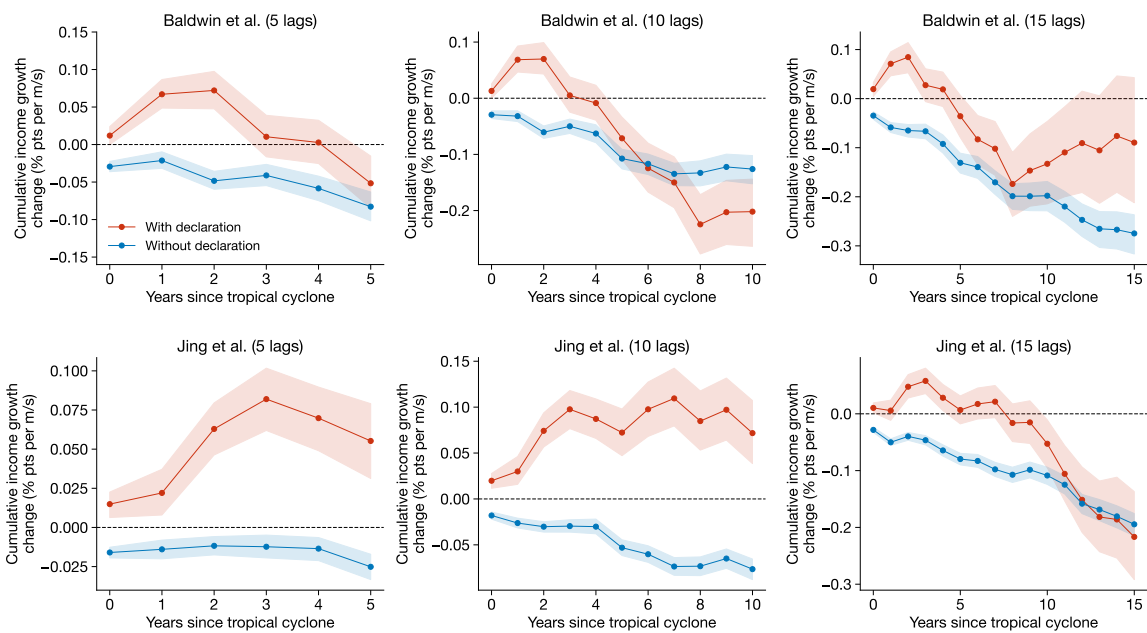 Baldwin et al. (5 lags)
Cumulative income growth
change (% pts per m/s)
0.15
0.10
0.05
0.00
−0.05
−0.10
−0.15
With declaration
Without declaration
0 1 2 3 4 5
Years since tropical cyclone
Baldwin et al. (10 lags)
Cumulative income growth
change (% pts per m/s)
0.1
0.0
−0.1
−0.2
0 2 4 6 8 10
Years since tropical cyclone
Baldwin et al. (15 lags)
Cumulative income growth
change (% pts per m/s)
0.1
0.0
−0.1
−0.2
−0.3
0 5 10 15
Years since tropical cyclone
Jing et al. (5 lags)
Cumulative income growth
change (% pts per m/s)
0.100
0.075
0.050
0.025
0.000
−0.025
0 1 2 3 4 5
Years since tropical cyclone
Jing et al. (10 lags)
Cumulative income growth
change (% pts per m/s)
0.15
0.10
0.05
0.00
−0.05
0 2 4 6 8 10
Years since tropical cyclone
Jing et al. (15 lags)
Cumulative income growth
change (% pts per m/s)
0.1
0.0
−0.1
−0.2
−0.3
0 5 10 15
Years since tropical cyclone